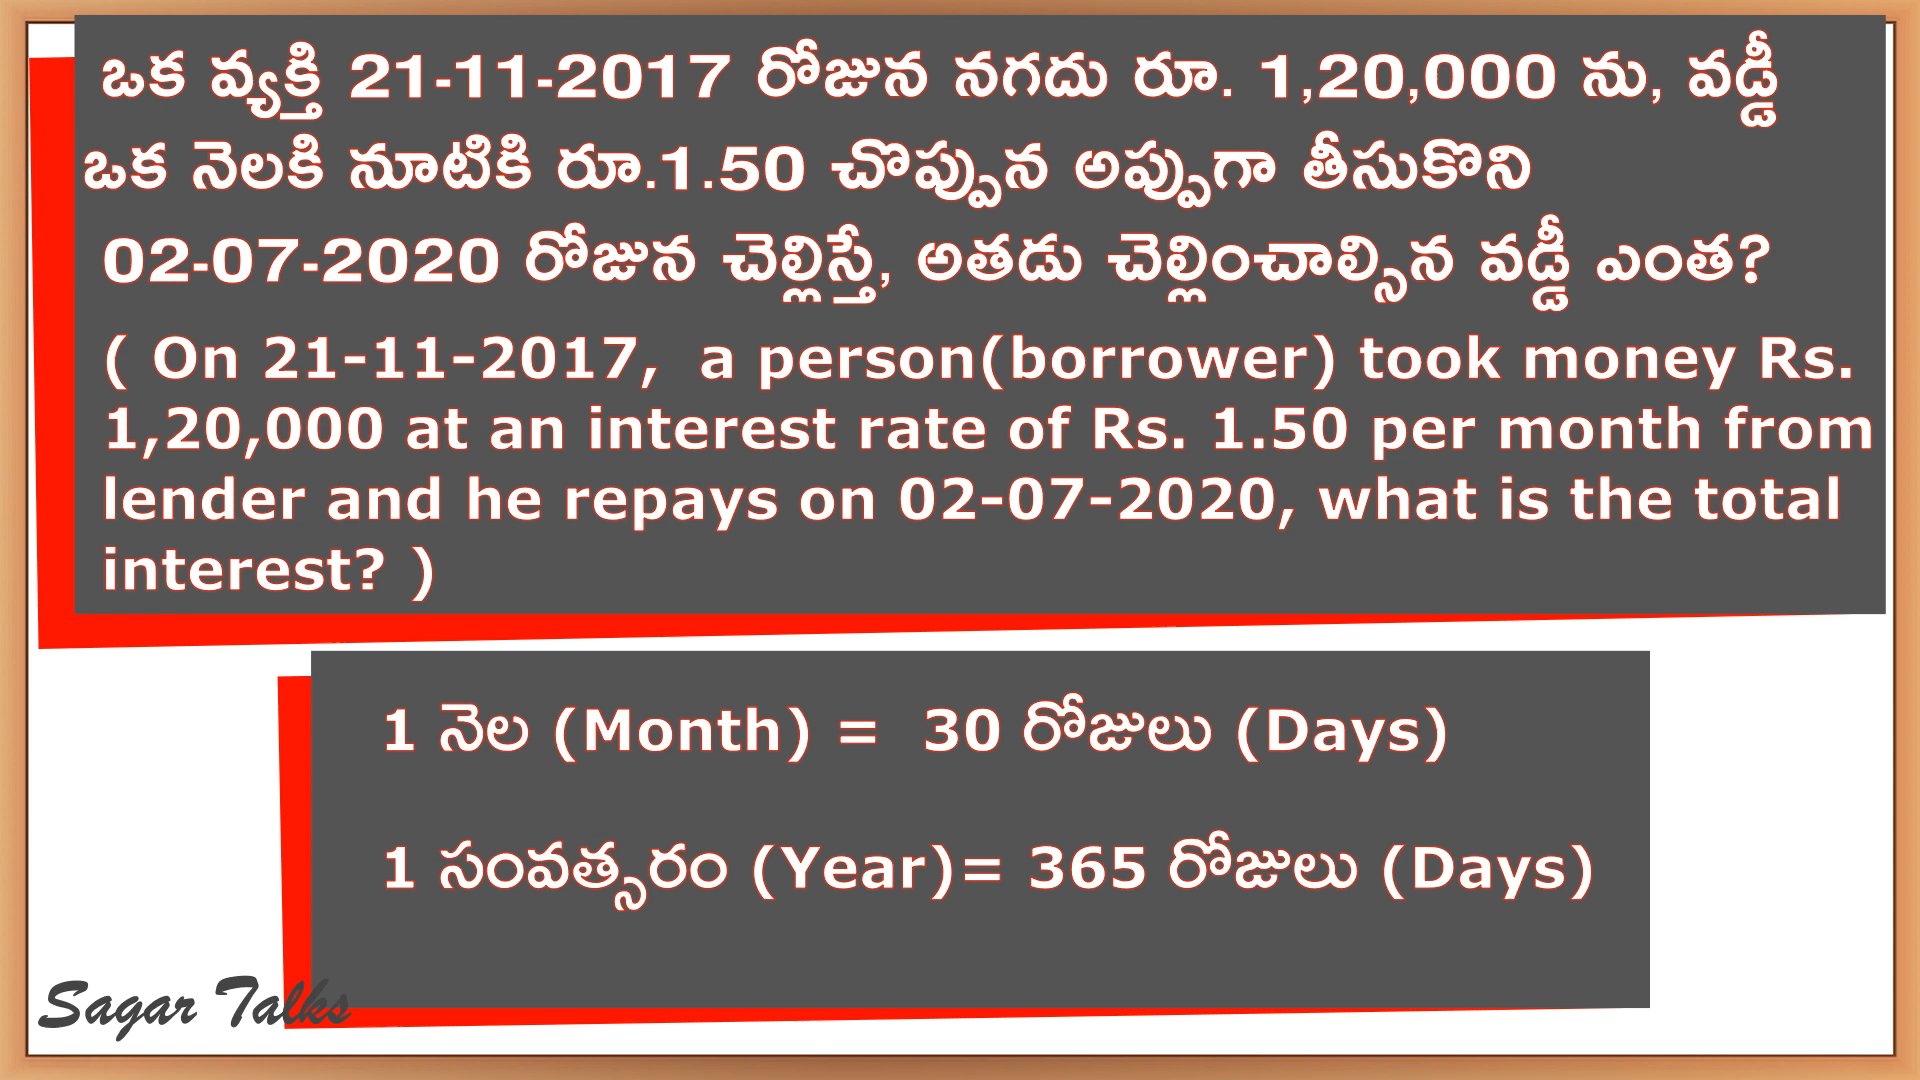 ఒక వ్యక్తి 21-11-2017 రోజున నగదు రూ. 1,20,000 ను, వడ్డీ
ఒక నెలకి నూటికి రూ.1.50 చొప్పున అప్పుగా తీసుకొని
02-07-2020 రోజున చెల్లిస్తే, అతడు చెల్లించాల్సిన వడ్డీ ఎంత?
( On 21-11-2017, a person(borrower) took money Rs.
1,20,000 at an interest rate of Rs. 1.50 per month from
lender and he repays on 02-07-2020, what is the total
interest? )
1 నెల (Month) = 30 రోజులు (Days)
1 సంవత్సరం (Year)= 365 రోజులు (Days)
Sagar Talks